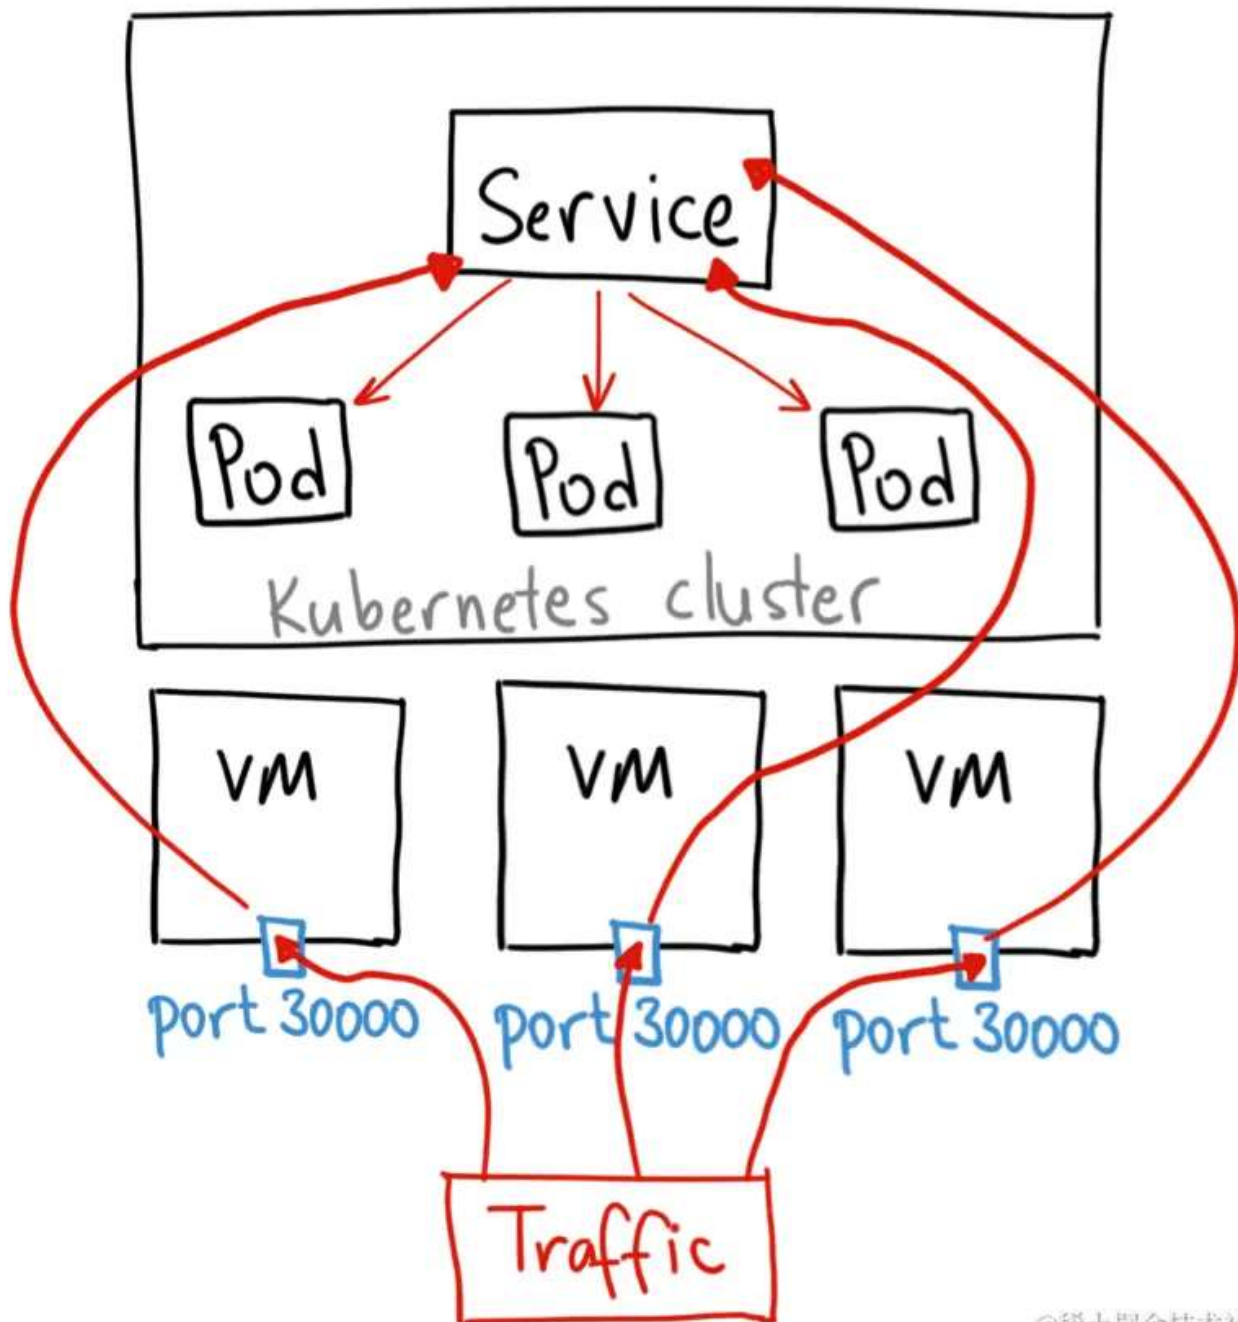 Service
Pod Pod Pod
Kubernetes cluster
VM VM VM
port 30000 port 30000 port 30000
Traffic